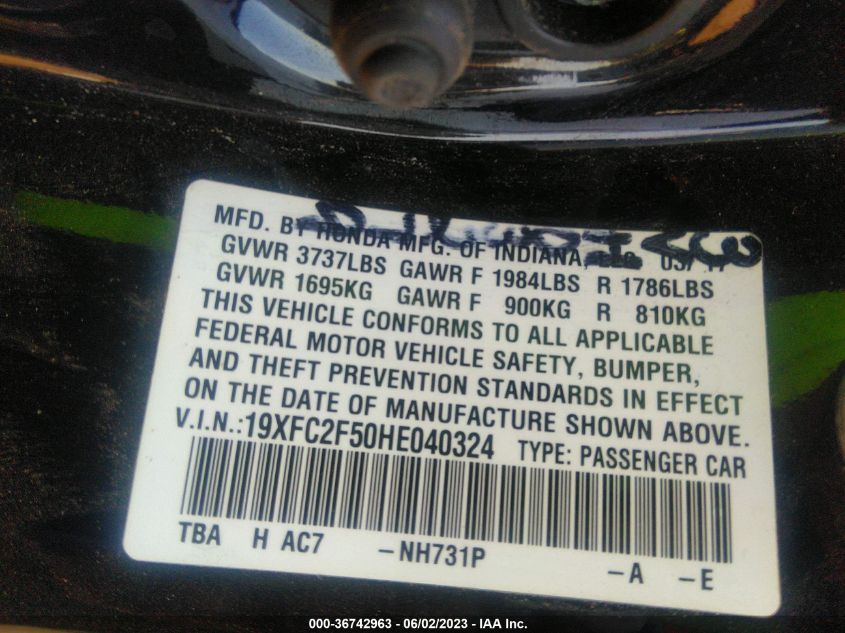 MFD. BY HONDA MFG. OF INDIANA,
GVWR 3737LBS GAWR F 1984LBS R 1786LBS
GVWR 1695KG GAWR F 900KG R 810KG
THIS VEHICLE CONFORMS TO ALL APPLICABLE
FEDERAL MOTOR VEHICLE SAFETY, BUMPER,
AND THEFT PREVENTION STANDARDS IN EFFECT
ON THE DATE OF MANUFACTURE SHOWN ABOVE.
V.I.N.:19XFC2F50HE040324 TYPE: PASSENGER CAR
TBA H AC7 -NH731P -A -E
000-36742963 - 06/02/2023 - IAA Inc.